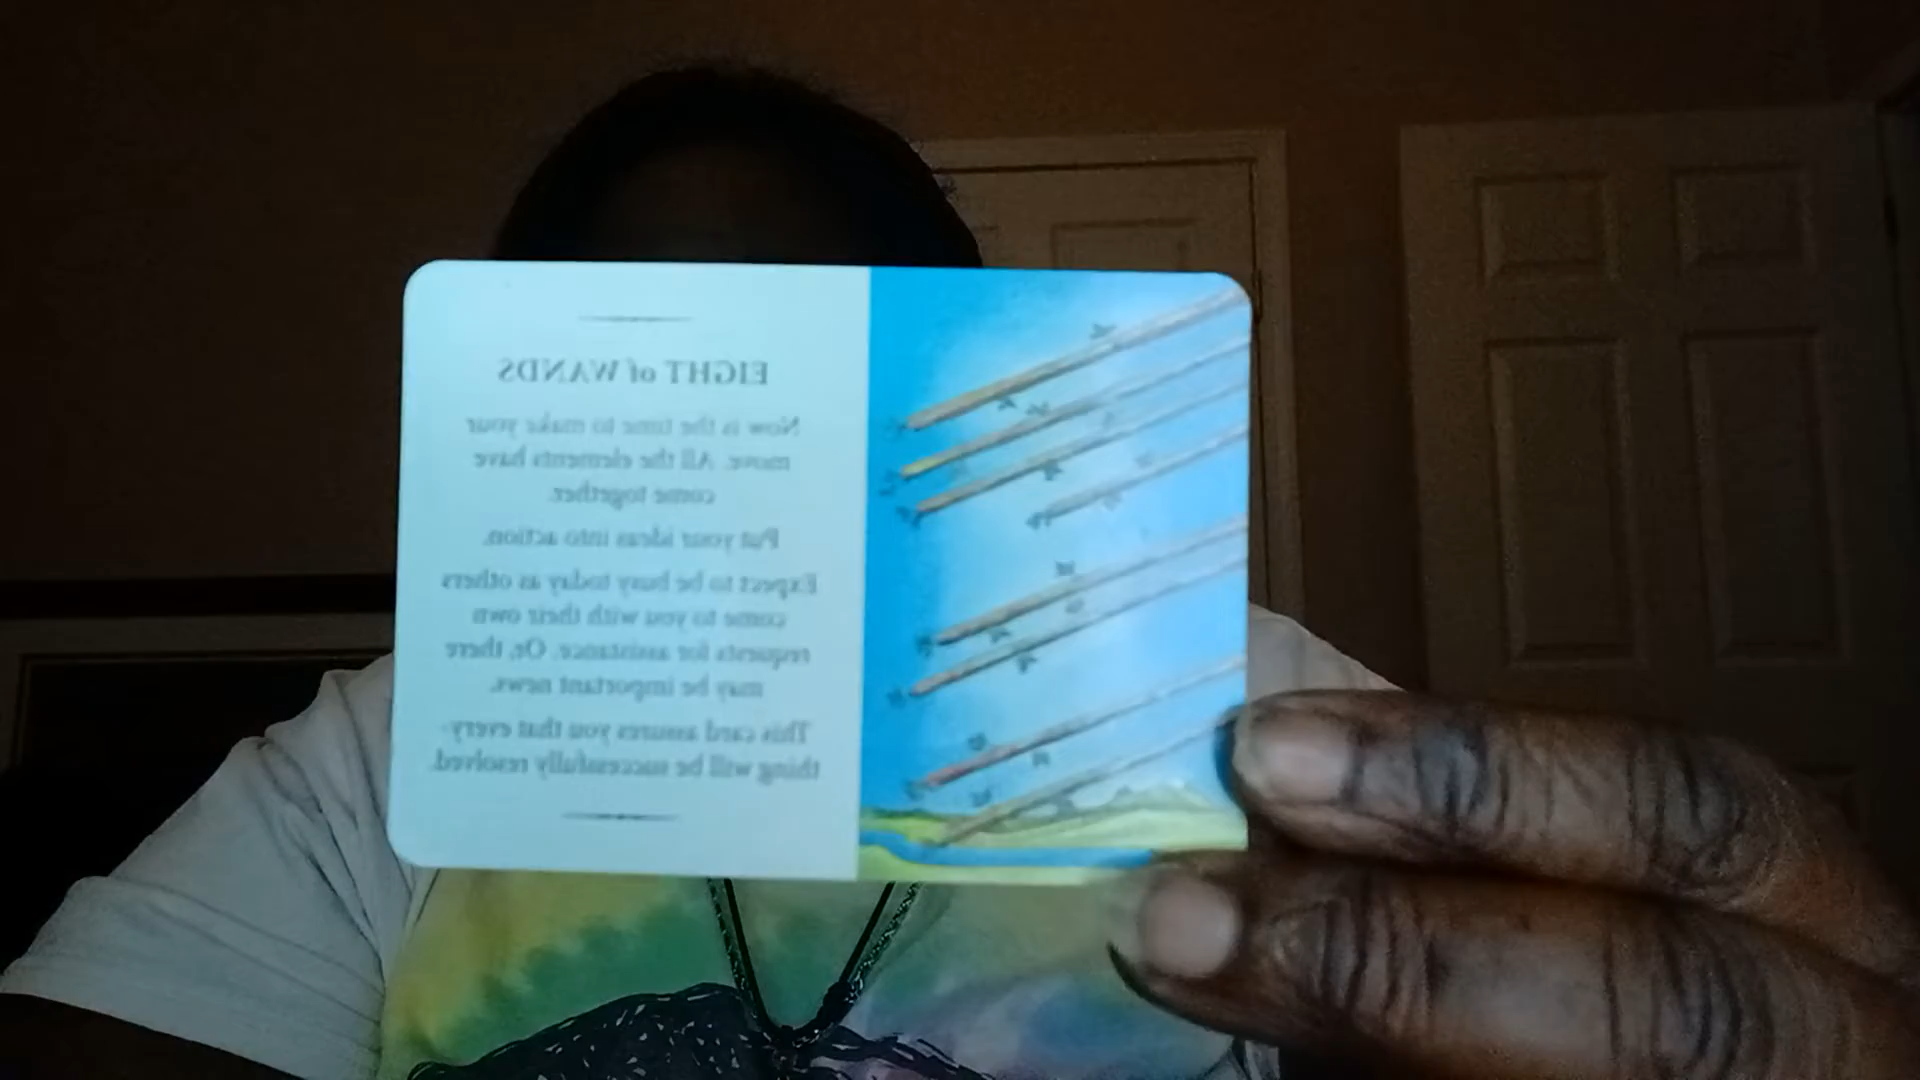 EIGHT of WANDS
Now is the time to make your
move. All the elements have
come together.
Put your ideas into action.
Expect to be busy today as others
come to you with their own
requests for assistance. Or, there
may be important news.
This card assures you that every-
thing will be successfully resolved.